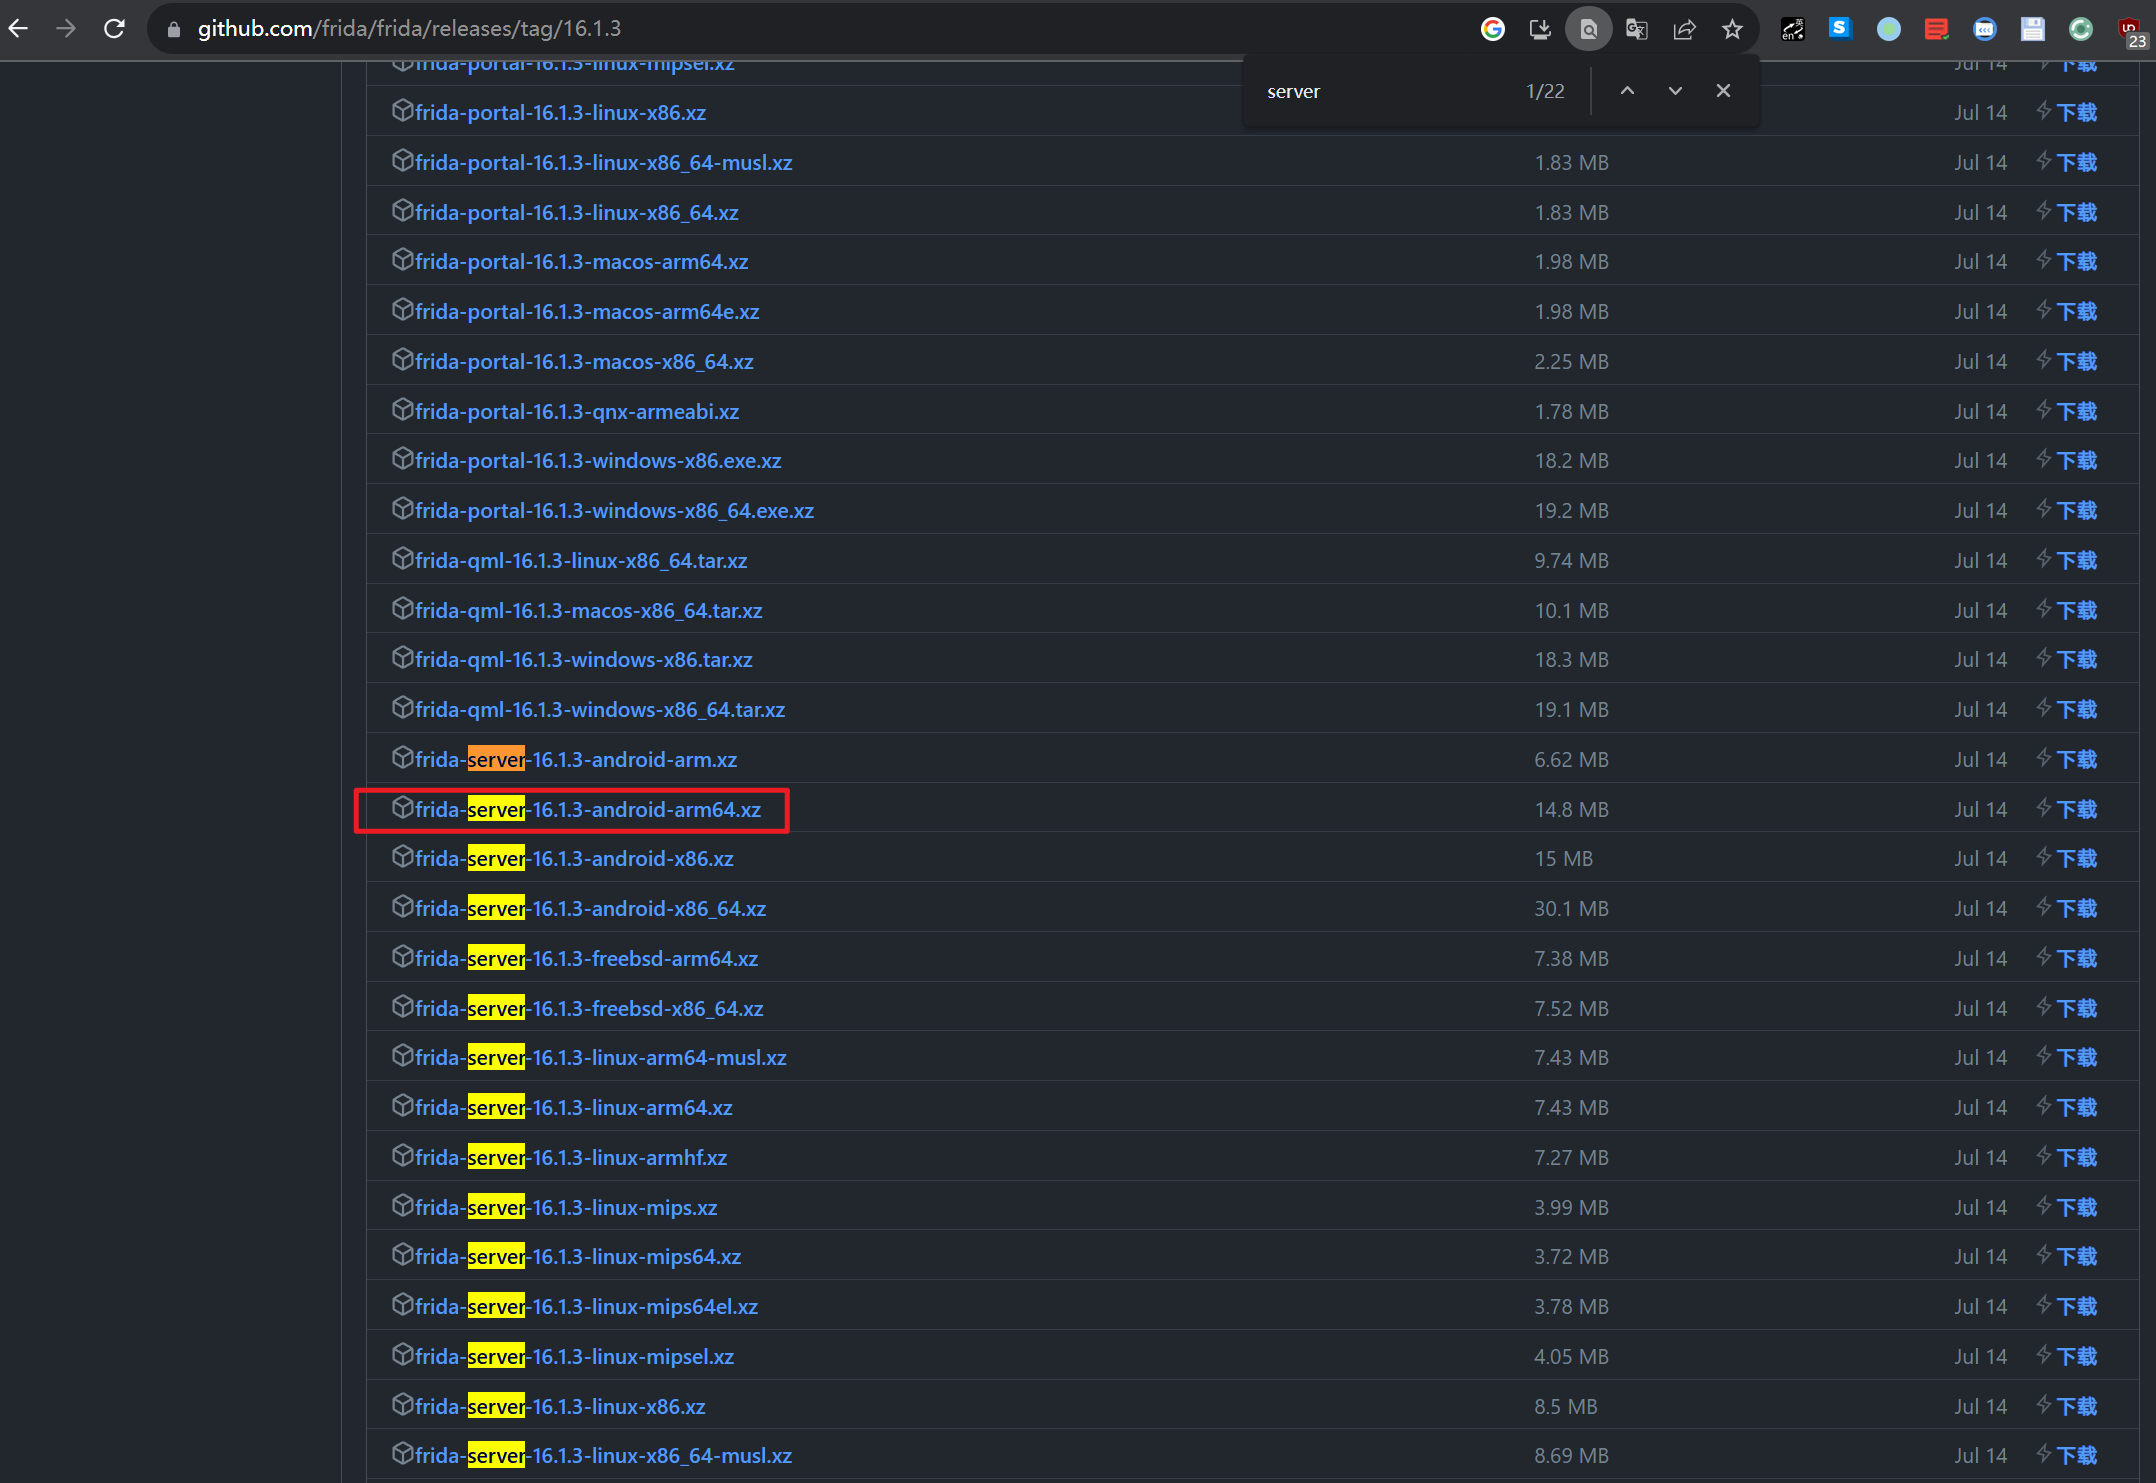 github.com/frida/frida/releases/tag/16.1.3
23
server 1/22
frida-portal-16.1.3-linux-mipsel.xz Jul 14 下载
frida-portal-16.1.3-linux-x86.xz Jul 14 下载
frida-portal-16.1.3-linux-x86_64-musl.xz 1.83 MB Jul 14 下载
frida-portal-16.1.3-linux-x86_64.xz 1.83 MB Jul 14 下载
frida-portal-16.1.3-macos-arm64.xz 1.98 MB Jul 14 下载
frida-portal-16.1.3-macos-arm64e.xz 1.98 MB Jul 14 下载
frida-portal-16.1.3-macos-x86_64.xz 2.25 MB Jul 14 下载
frida-portal-16.1.3-qnx-armeabi.xz 1.78 MB Jul 14 下载
frida-portal-16.1.3-windows-x86.exe.xz 18.2 MB Jul 14 下载
frida-portal-16.1.3-windows-x86_64.exe.xz 19.2 MB Jul 14 下载
frida-qml-16.1.3-linux-x86_64.tar.xz 9.74 MB Jul 14 下载
frida-qml-16.1.3-macos-x86_64.tar.xz 10.1 MB Jul 14 下载
frida-qml-16.1.3-windows-x86.tar.xz 18.3 MB Jul 14 下载
frida-qml-16.1.3-windows-x86_64.tar.xz 19.1 MB Jul 14 下载
frida-server-16.1.3-android-arm.xz 6.62 MB Jul 14 下载
frida-server-16.1.3-android-arm64.xz 14.8 MB Jul 14 下载
frida-server-16.1.3-android-x86.xz 15 MB Jul 14 下载
frida-server-16.1.3-android-x86_64.xz 30.1 MB Jul 14 下载
frida-server-16.1.3-freebsd-arm64.xz 7.38 MB Jul 14 下载
frida-server-16.1.3-freebsd-x86_64.xz 7.52 MB Jul 14 下载
frida-server-16.1.3-linux-arm64-musl.xz 7.43 MB Jul 14 下载
frida-server-16.1.3-linux-arm64.xz 7.43 MB Jul 14 下载
frida-server-16.1.3-linux-armhf.xz 7.27 MB Jul 14 下载
frida-server-16.1.3-linux-mips.xz 3.99 MB Jul 14 下载
frida-server-16.1.3-linux-mips64.xz 3.72 MB Jul 14 下载
frida-server-16.1.3-linux-mips64el.xz 3.78 MB Jul 14 下载
frida-server-16.1.3-linux-mipsel.xz 4.05 MB Jul 14 下载
frida-server-16.1.3-linux-x86.xz 8.5 MB Jul 14 下载
frida-server-16.1.3-linux-x86_64-musl.xz 8.69 MB Jul 14 下载